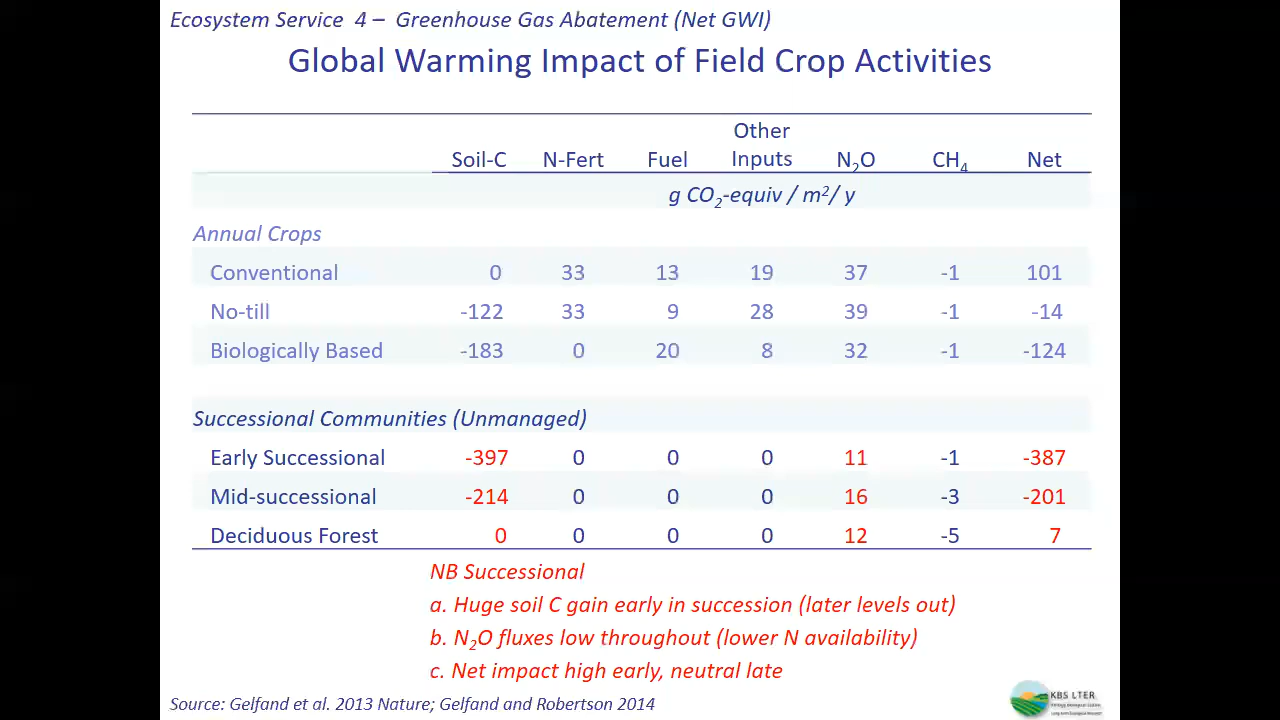 Ecosystem Service 4 – Greenhouse Gas Abatement (Net GWI)
Global Warming Impact of Field Crop Activities
Other
Soil-C N-Fert Fuel Inputs N₂O CH₄ Net
g CO₂-equiv / m²/ y
Annual Crops
Conventional 0 33 13 19 37 -1 101
No-till -122 33 9 28 39 -1 -14
Biologically Based -183 0 20 8 32 -1 -124
Successional Communities (Unmanaged)
Early Successional -397 0 0 0 11 -1 -387
Mid-successional -214 0 0 0 16 -3 -201
Deciduous Forest 0 0 0 0 12 -5 7
NB Successional
a. Huge soil C gain early in succession (later levels out)
b. N₂O fluxes low throughout (lower N availability)
c. Net impact high early, neutral late
Source: Gelfand et al. 2013 Nature; Gelfand and Robertson 2014
KBS LTER